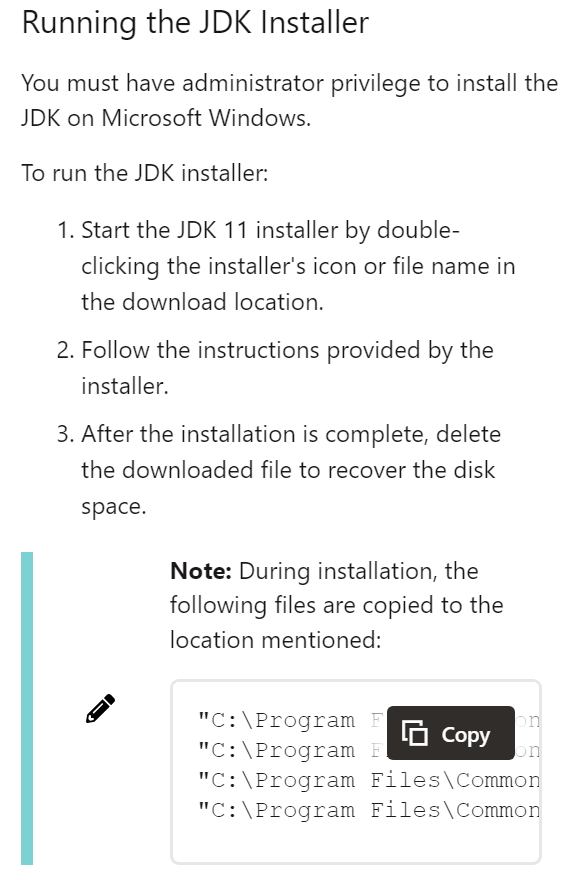 Running the JDK Installer
You must have administrator privilege to install the
JDK on Microsoft Windows.
To run the JDK installer:
1. Start the JDK 11 installer by double-
clicking the installer's icon or file name in
the download location.
2. Follow the instructions provided by the
installer.
3. After the installation is complete, delete
the downloaded file to recover the disk
space.
Note: During installation, the
following files are copied to the
location mentioned:
"C:\Program
"C:\Program
"C:\Program Files\Common
"C:\Program Files\Common
Copy